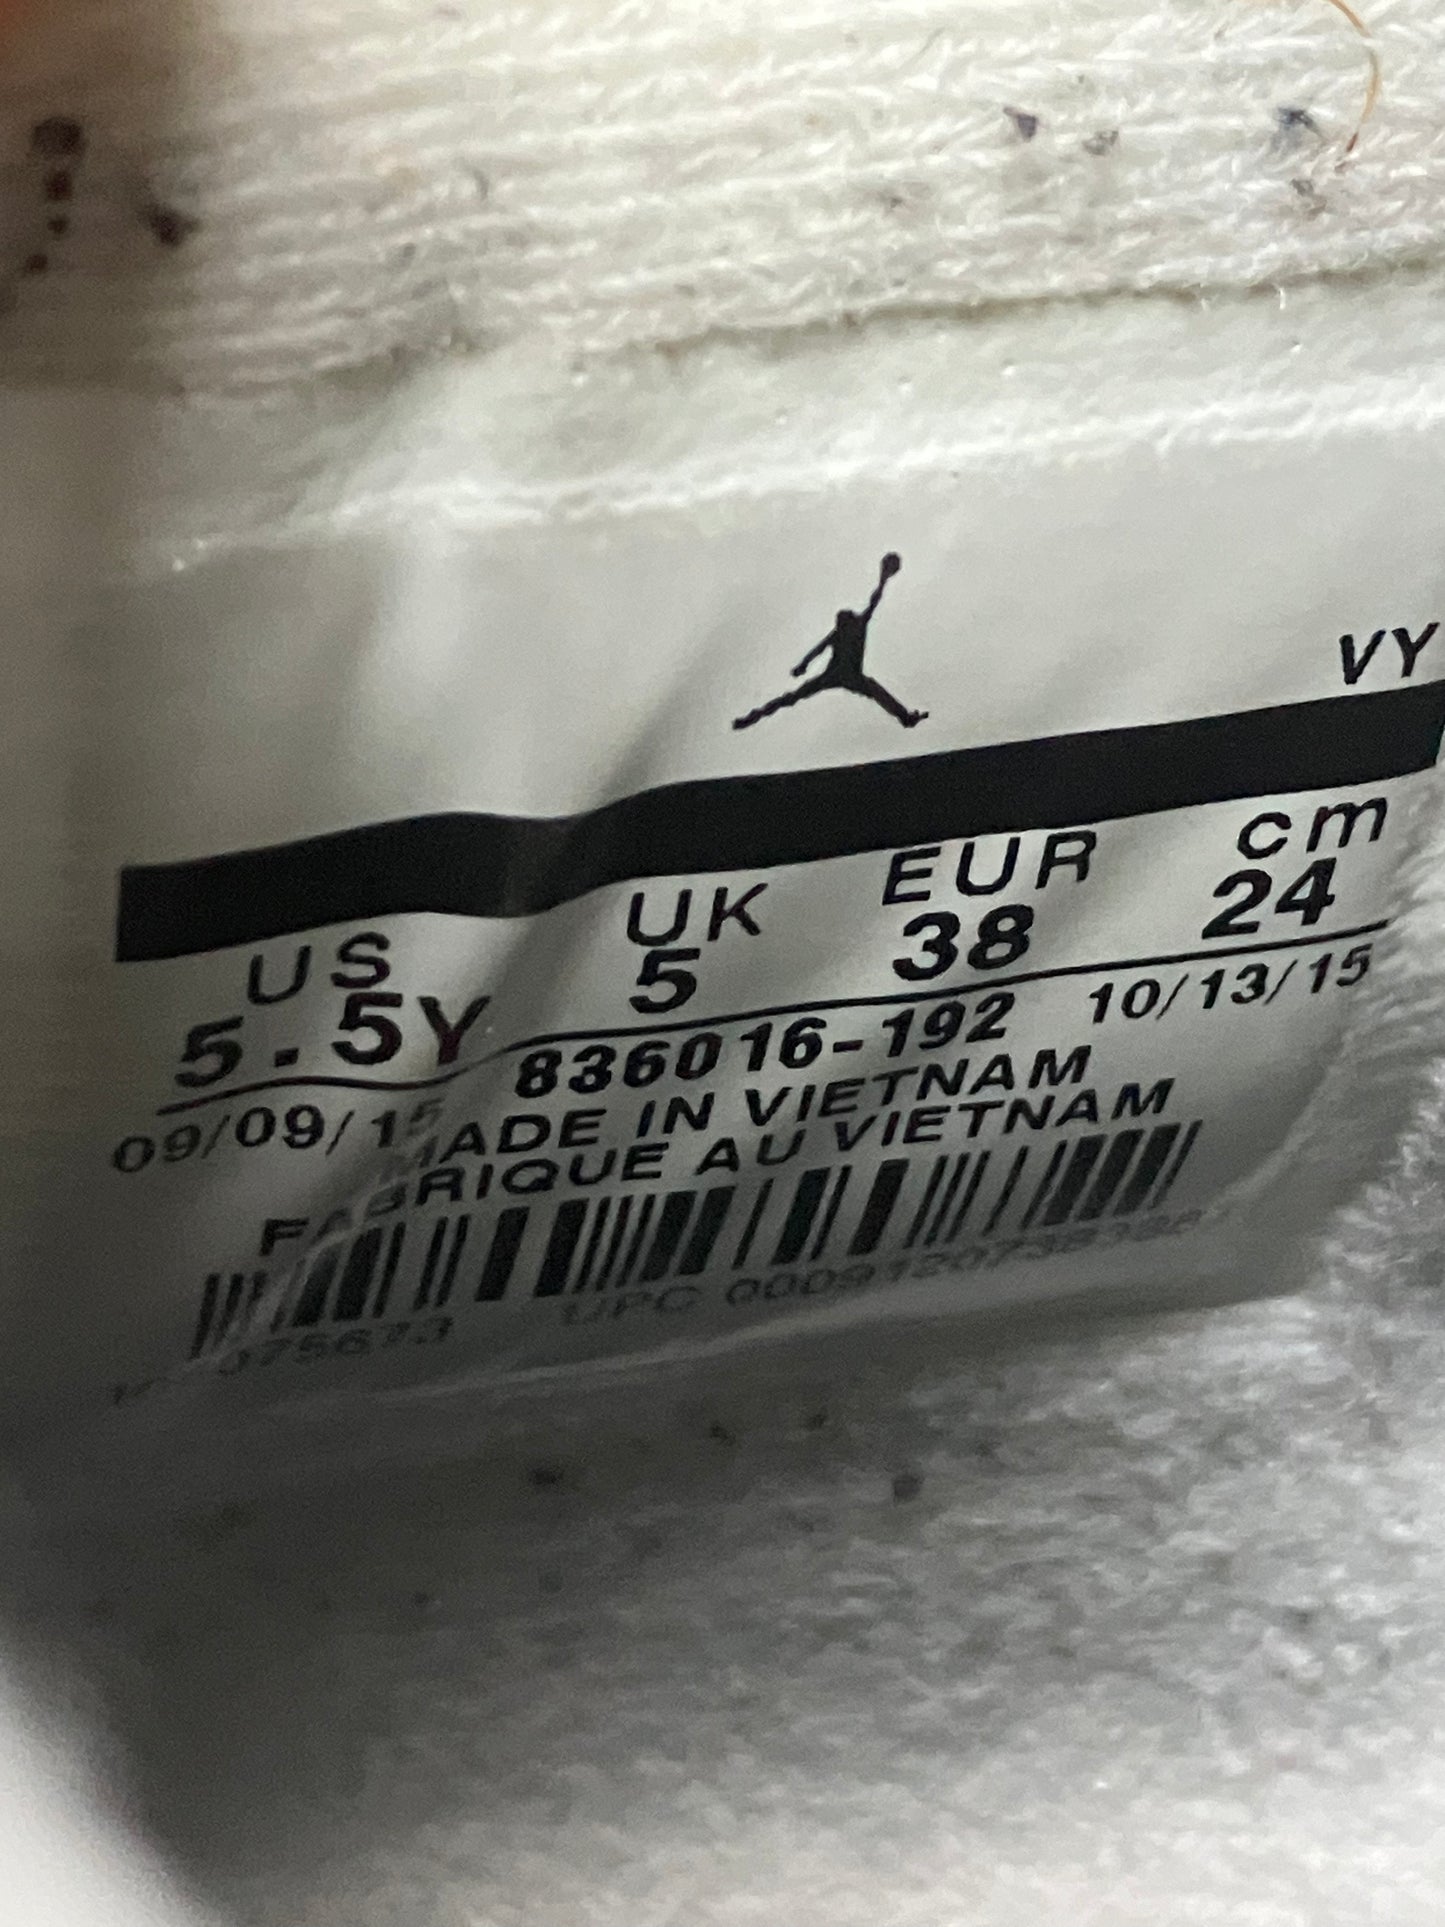 VY
US UK EUR cm
5.5Y 5 38 24
09/09/15 836016-192 10/13/15
MADE IN VIETNAM
FABRIQUE AU VIETNAM
UPC